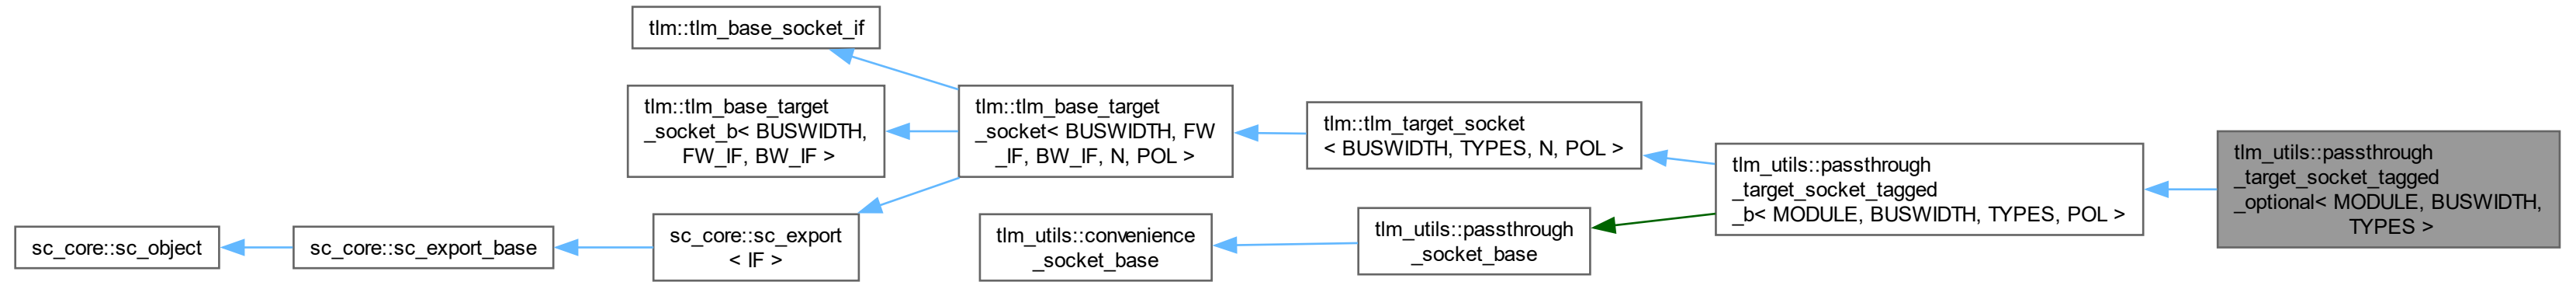 tlm::tlm_base_socket_if
tlm::tlm_base_target
_socket_b< BUSWIDTH,
FW_IF, BW_IF >
sc_core::sc_object
sc_core::sc_export_base
sc_core::sc_export
< IF >
tlm::tlm_base_target
_socket< BUSWIDTH, FW
_IF, BW_IF, N, POL >
tlm_utils::convenience
_socket_base
tlm::tlm_target_socket
< BUSWIDTH, TYPES, N, POL >
tlm_utils::passthrough
_socket_base
tlm_utils::passthrough
_target_socket_tagged
_b< MODULE, BUSWIDTH, TYPES, POL >
tlm_utils::passthrough
_target_socket_tagged
_optional< MODULE, BUSWIDTH,
TYPES >